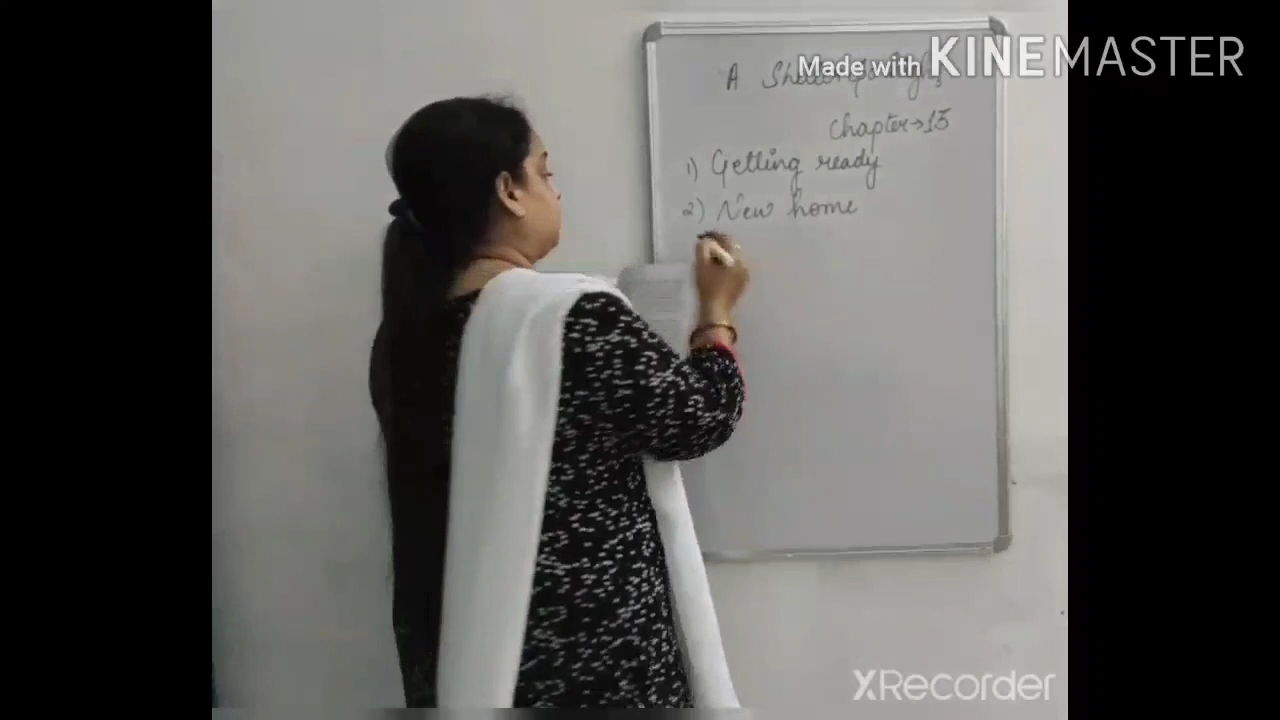 Made with KINEMASTER
A
Chapter→13
1) Getting ready
2) New home
XRecorder